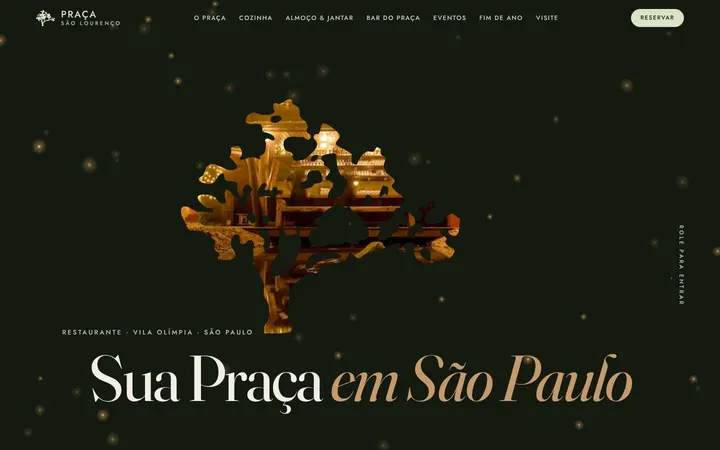 PRAÇA
SÃO LOURENÇO
O PRAÇA COZINHA ALMOÇO & JANTAR BAR DO PRAÇA EVENTOS FIM DE ANO VISITE
RESERVAR
ROLE PARA ENTRAR
RESTAURANTE · VILA OLÍMPIA · SÃO PAULO
Sua Praça em São Paulo